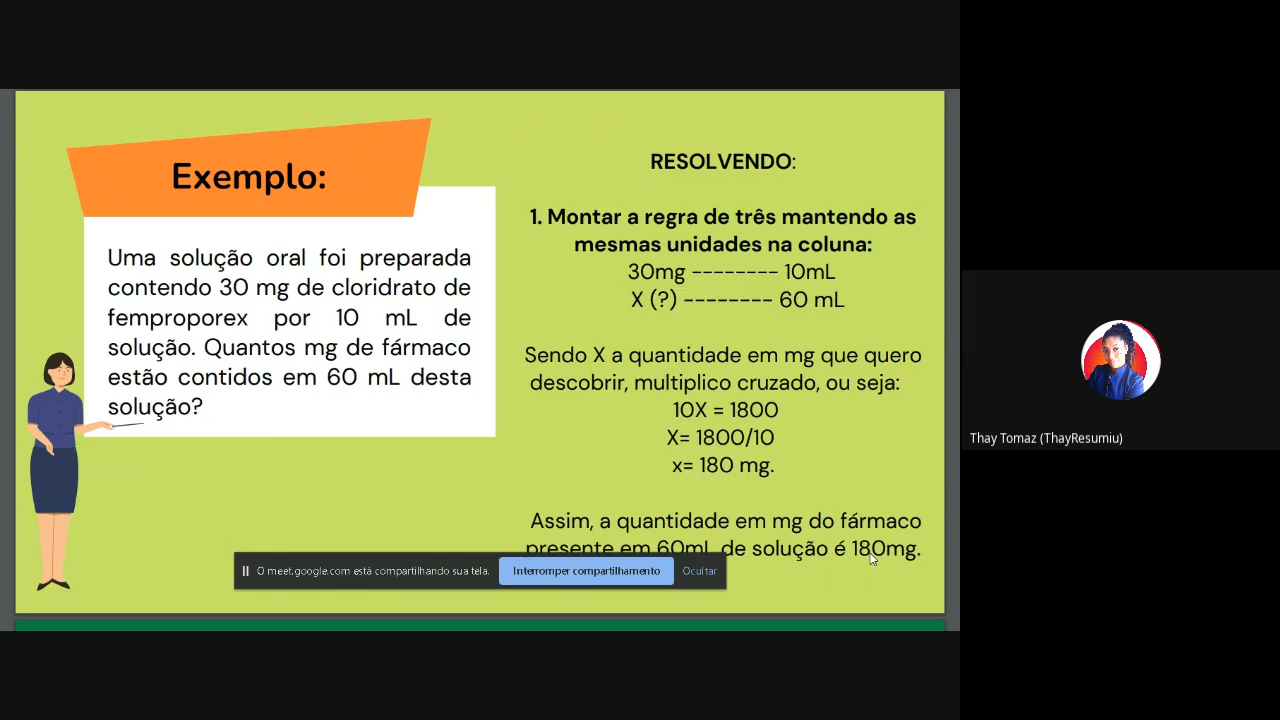 Exemplo:
Uma solução oral foi preparada
contendo 30 mg de cloridrato de
femproporex por 10 mL de
solução. Quantos mg de fármaco
estão contidos em 60 mL desta
solução?
RESOLVENDO:
1. Montar a regra de três mantendo as
mesmas unidades na coluna:
30mg -------- 10mL
X (?) -------- 60 mL
Sendo X a quantidade em mg que quero
descobrir, multiplico cruzado, ou seja:
10X = 1800
X= 1800/10
x= 180 mg.
Assim, a quantidade em mg do fármaco
presente em 60mL de solução é 180mg.
O meet.google.com está compartilhando sua tela.
Interromper compartilhamento
Ocultar
Thay Tomaz (ThayResumiu)